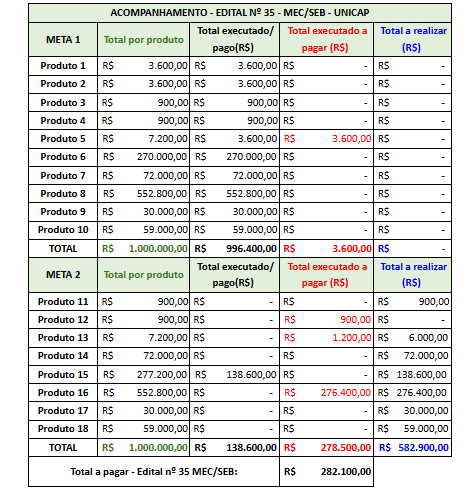 ACOMPANHAMENTO - EDITAL Nº 35 - MEC/SEB - UNICAP
META 1 Total por produto Total executado/ pago(R$) Total executado a pagar (R$) Total a realizar (R$)
Produto 1 R$ 3.600,00 R$ 3.600,00 R$ - R$ -
Produto 2 R$ 3.600,00 R$ 3.600,00 R$ - R$ -
Produto 3 R$ 900,00 R$ 900,00 R$ - R$ -
Produto 4 R$ 900,00 R$ 900,00 R$ - R$ -
Produto 5 R$ 7.200,00 R$ 3.600,00 R$ 3.600,00 R$ -
Produto 6 R$ 270.000,00 R$ 270.000,00 R$ - R$ -
Produto 7 R$ 72.000,00 R$ 72.000,00 R$ - R$ -
Produto 8 R$ 552.800,00 R$ 552.800,00 R$ - R$ -
Produto 9 R$ 30.000,00 R$ 30.000,00 R$ - R$ -
Produto 10 R$ 59.000,00 R$ 59.000,00 R$ - R$ -
TOTAL R$ 1.000.000,00 R$ 996.400,00 R$ 3.600,00 R$ -
META 2 Total por produto Total executado/ pago(R$) Total executado a pagar (R$) Total a realizar (R$)
Produto 11 R$ 900,00 R$ - R$ - R$ 900,00
Produto 12 R$ 900,00 R$ - R$ 900,00 R$ -
Produto 13 R$ 7.200,00 R$ - R$ 1.200,00 R$ 6.000,00
Produto 14 R$ 72.000,00 R$ - R$ - R$ 72.000,00
Produto 15 R$ 277.200,00 R$ 138.600,00 R$ - R$ 138.600,00
Produto 16 R$ 552.800,00 R$ - R$ 276.400,00 R$ 276.400,00
Produto 17 R$ 30.000,00 R$ - R$ - R$ 30.000,00
Produto 18 R$ 59.000,00 R$ - R$ - R$ 59.000,00
TOTAL R$ 1.000.000,00 R$ 138.600,00 R$ 278.500,00 R$ 582.900,00
Total a pagar - Edital nº 35 MEC/SEB: R$ 282.100,00